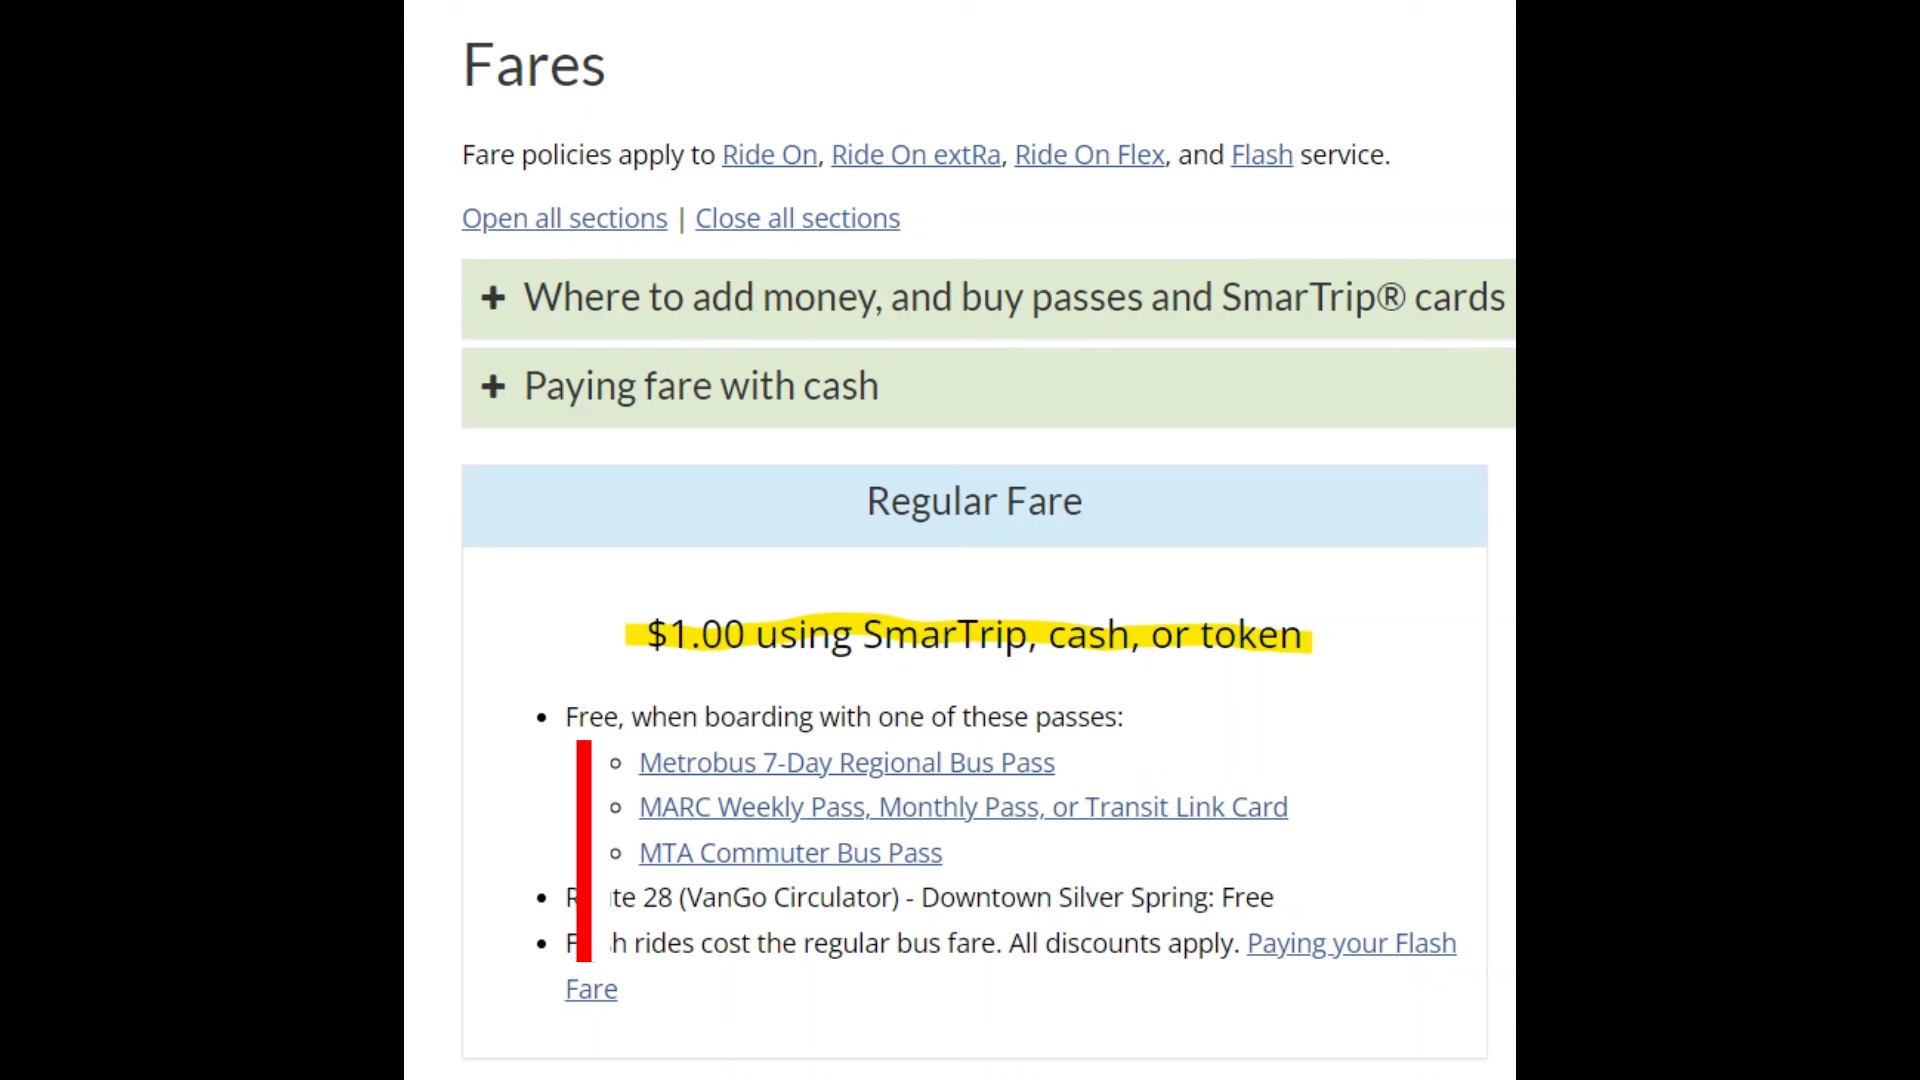 Fares
Fare policies apply to Ride On, Ride On extRa, Ride On Flex, and Flash service.
Open all sections | Close all sections
+ Where to add money, and buy passes and SmarTrip® cards
+ Paying fare with cash
Regular Fare
$1.00 using SmarTrip, cash, or token
• Free, when boarding with one of these passes:
◦ Metrobus 7-Day Regional Bus Pass
◦ MARC Weekly Pass, Monthly Pass, or Transit Link Card
◦ MTA Commuter Bus Pass
• R te 28 (VanGo Circulator) - Downtown Silver Spring: Free
• F h rides cost the regular bus fare. All discounts apply. Paying your Flash
Fare